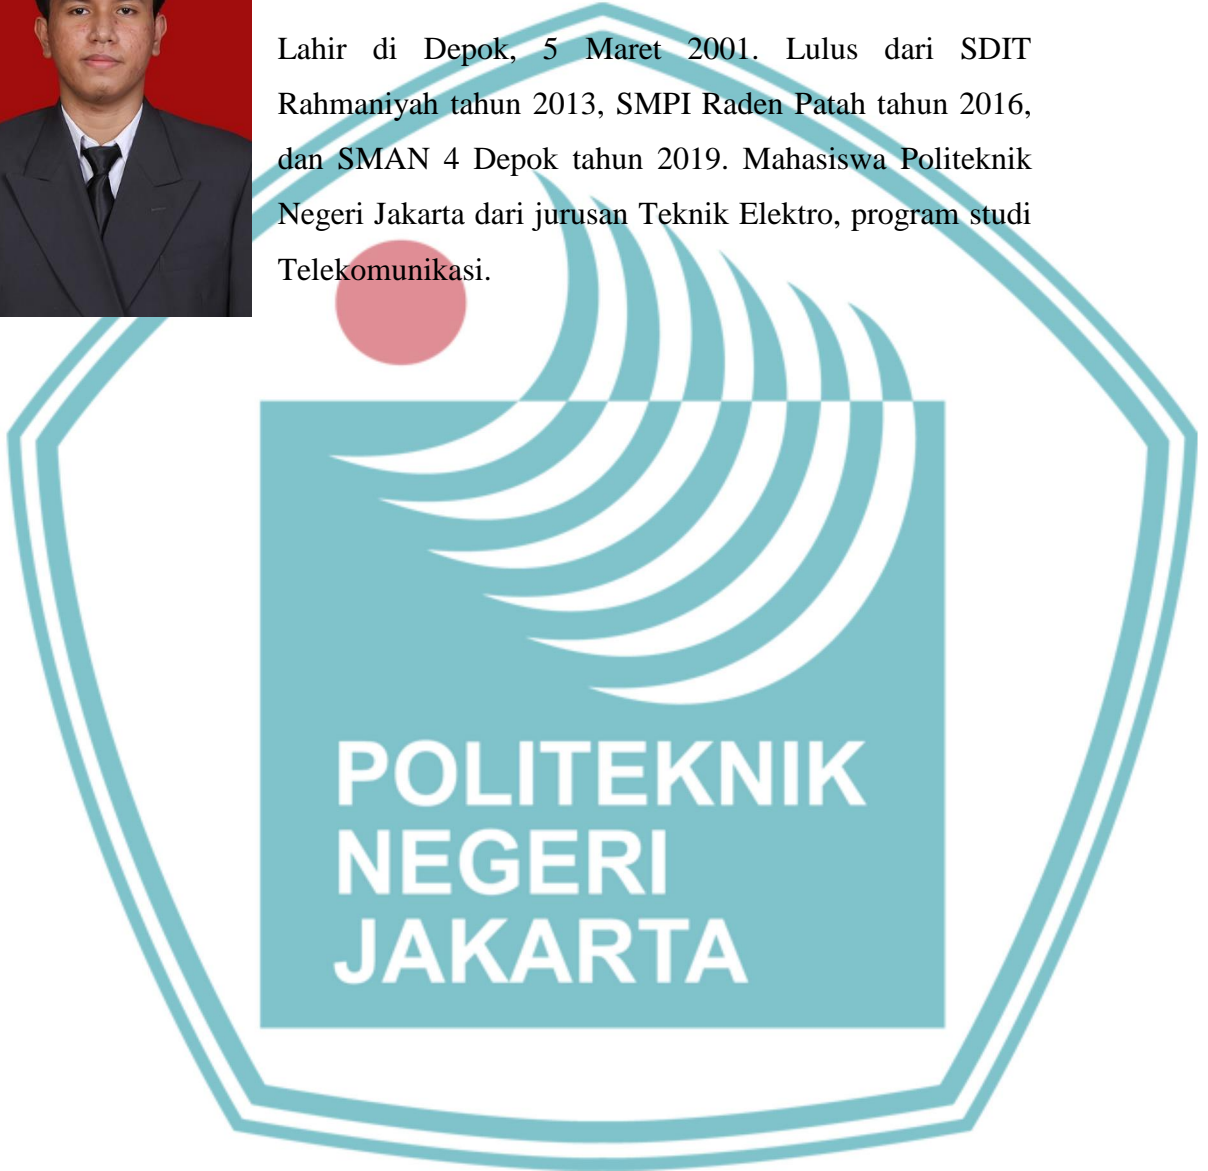 Lahir di Depok, 5 Maret 2001. Lulus dari SDIT
Rahmaniyah tahun 2013, SMPI Raden Patah tahun 2016,
dan SMAN 4 Depok tahun 2019. Mahasiswa Politeknik
Negeri Jakarta dari jurusan Teknik Elektro, program studi
Telekomunikasi.
POLITEKNIK
NEGERI
JAKARTA